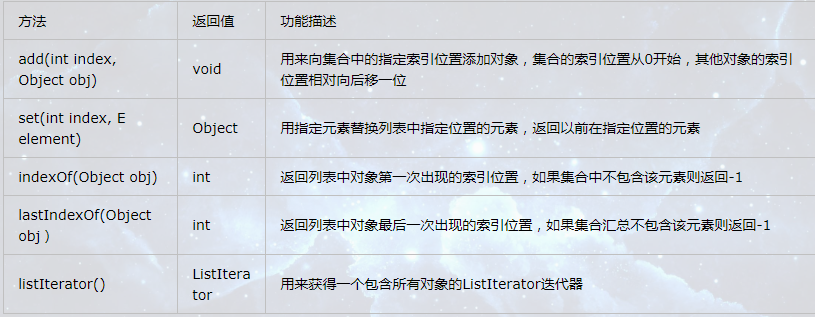 方法 返回值 功能描述
add(int index, Object obj) void 用来向集合中的指定索引位置添加对象，集合的索引位置从0开始，其他对象的索引位置相对向后移一位
set(int index, E element) Object 用指定元素替换列表中指定位置的元素，返回以前在指定位置的元素
indexOf(Object obj) int 返回列表中对象第一次出现的索引位置，如果集合中不包含该元素则返回-1
lastIndexOf(Object obj ) int 返回列表中对象最后一次出现的索引位置，如果集合汇总不包含该元素则返回-1
listIterator() ListIterator 用来获得一个包含所有对象的ListIterator迭代器